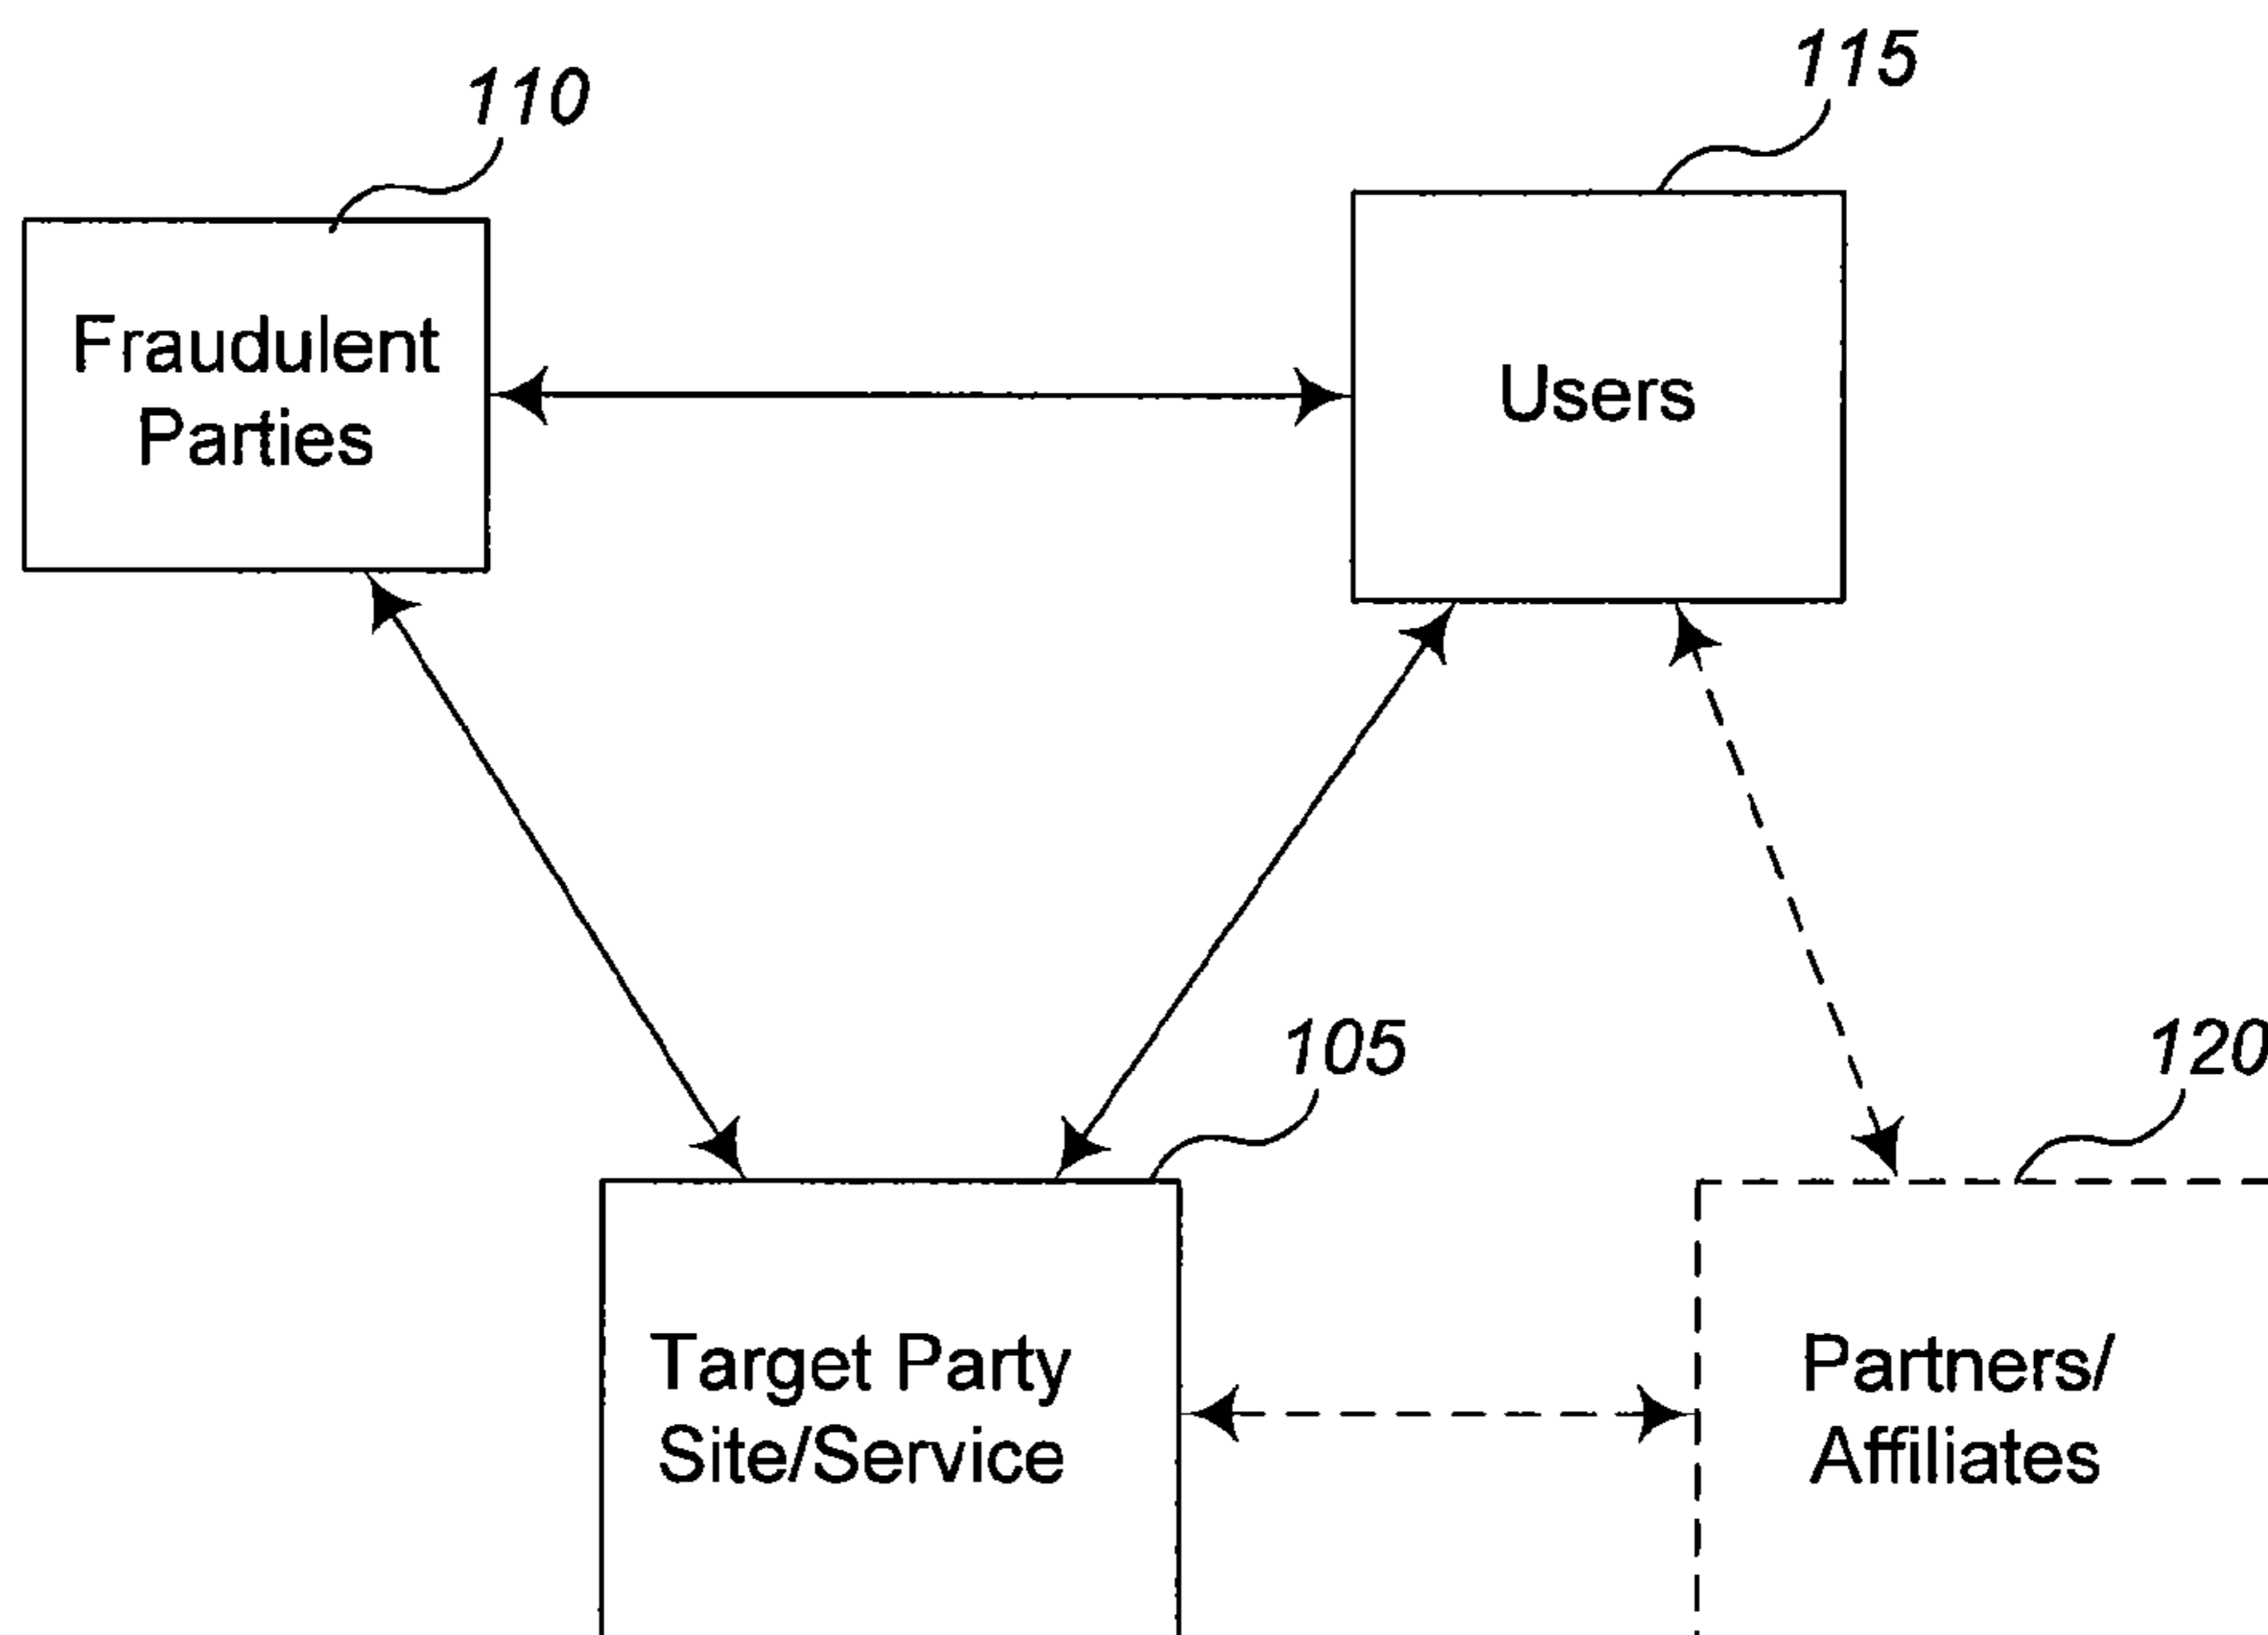 110
115
Fraudulent
Parties
Users
105
120
Target Party
Site/Service
Partners/
Affiliates